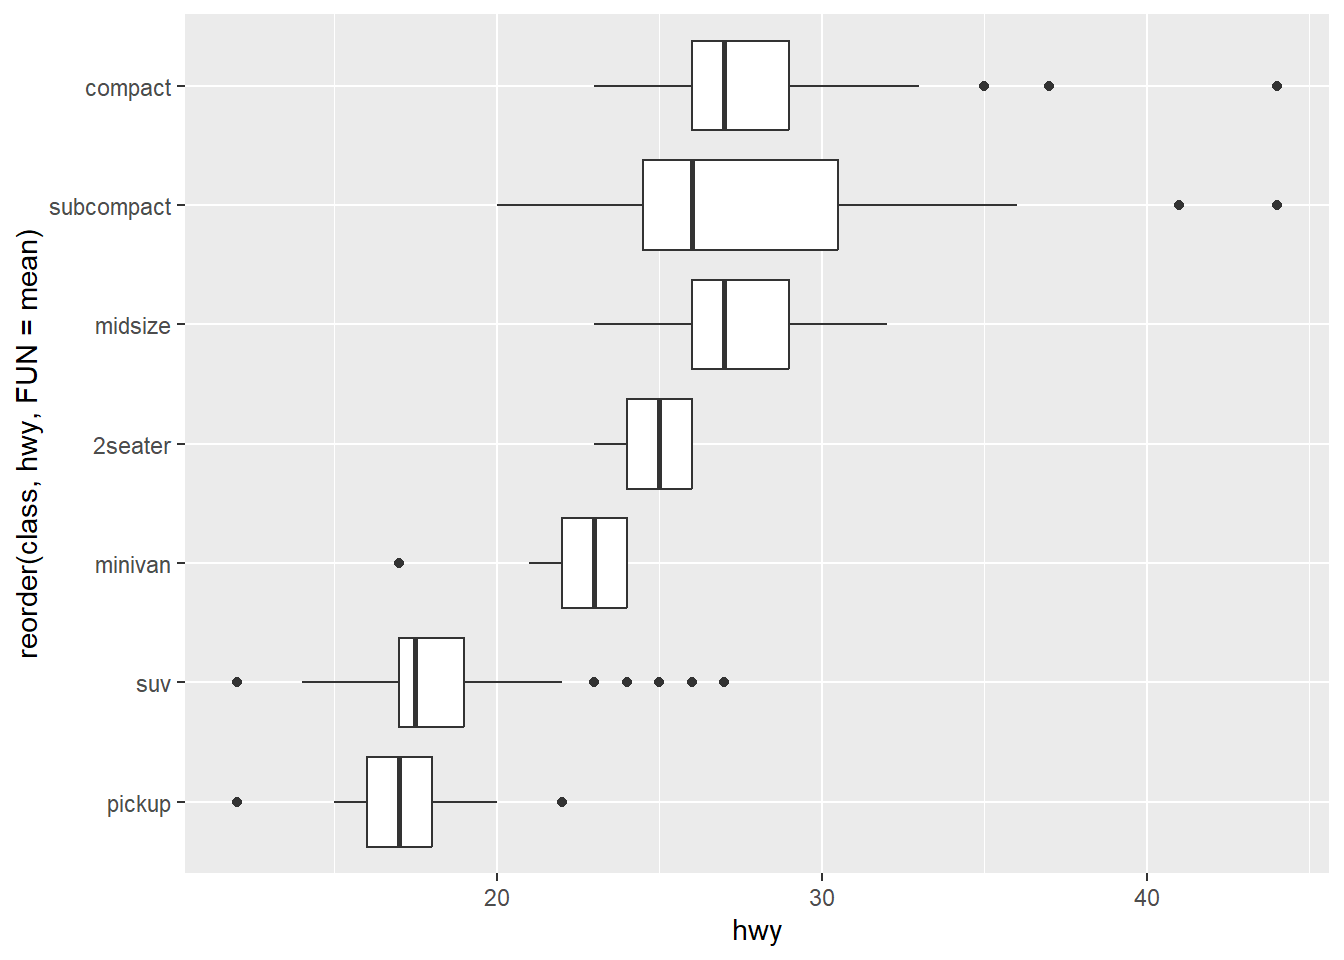 compact
subcompact
midsize
2seater
minivan
suv
pickup
reorder(class, hwy, FUN = mean)
20 30 40
hwy